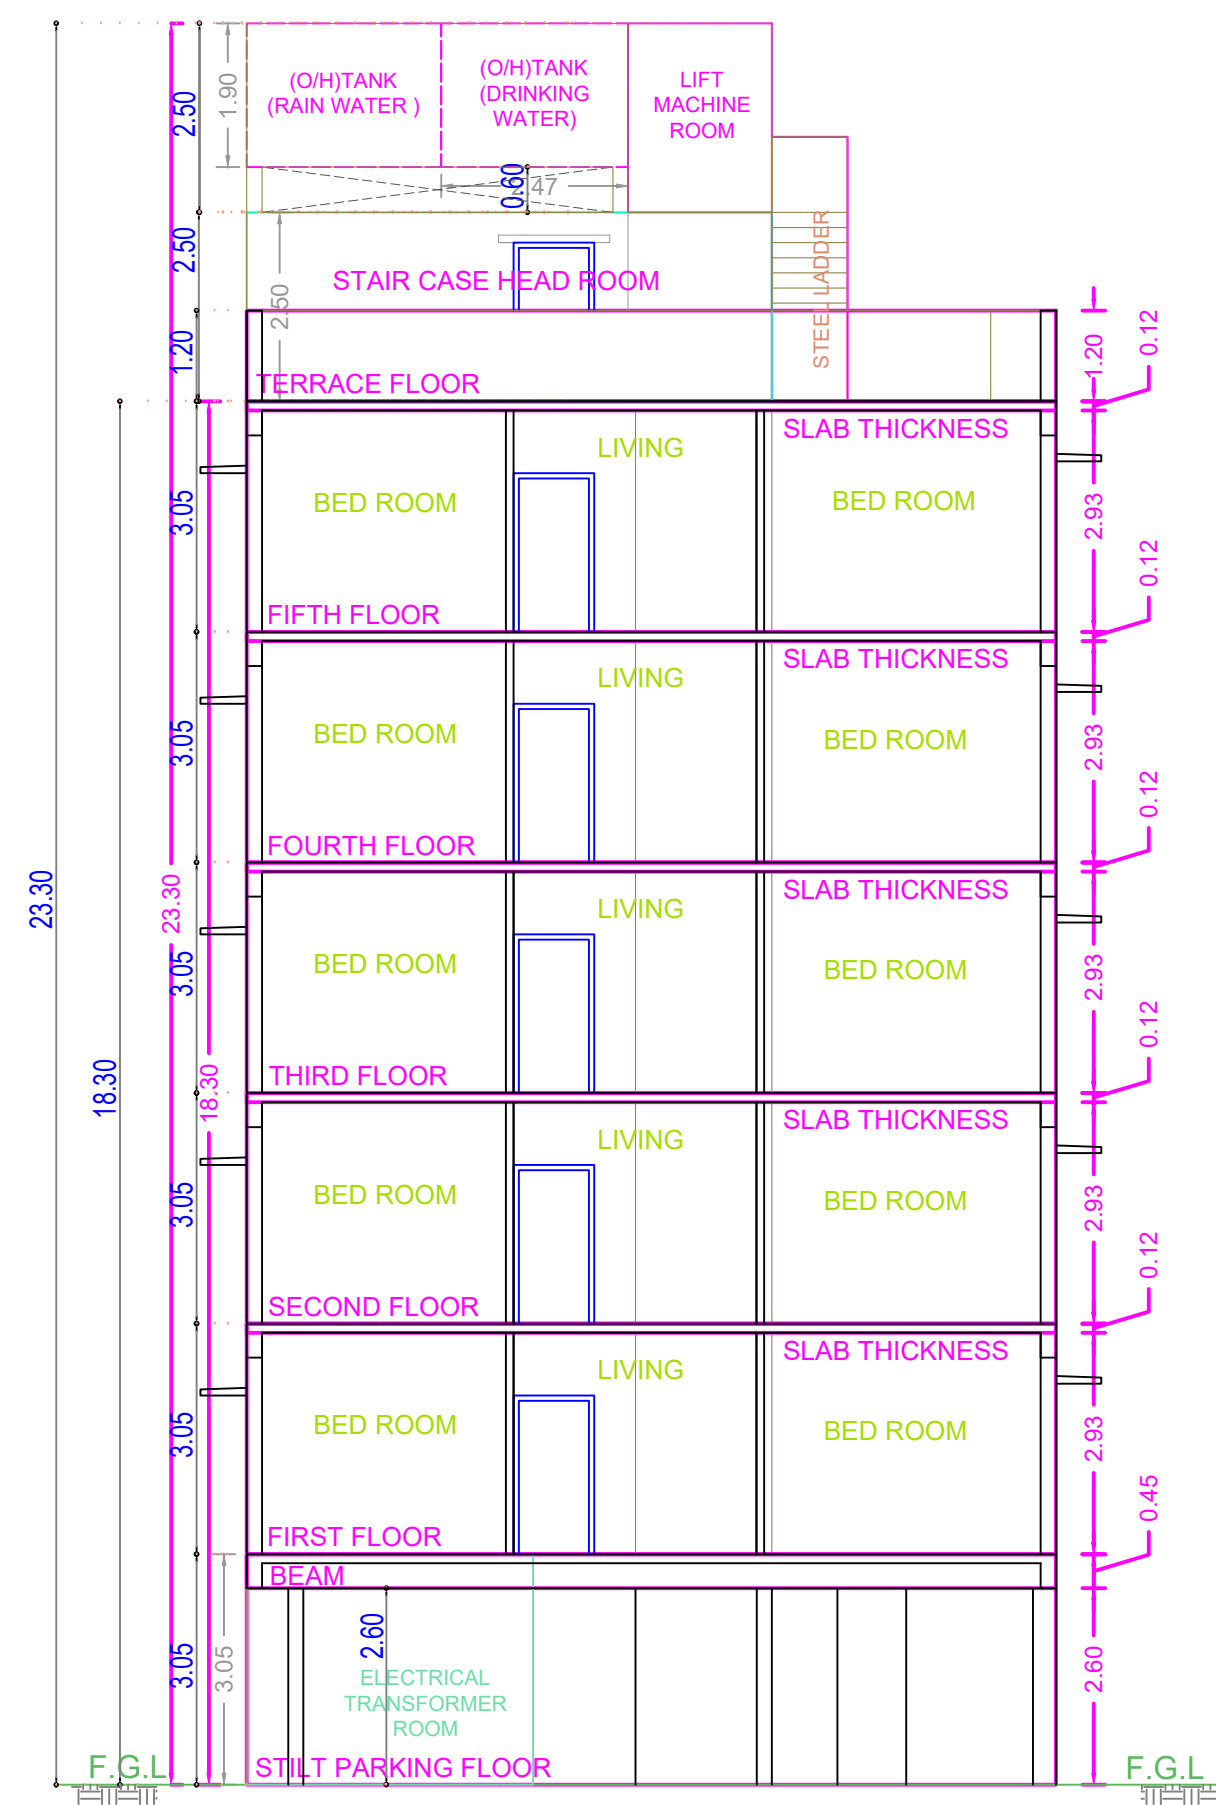 (O/H)TANK
(RAIN WATER )
(O/H)TANK
(DRINKING
WATER)
LIFT
MACHINE
ROOM
1.90
2.50
0.60
2.47
2.50
STAIR CASE HEAD ROOM
2.50
STEEL LADDER
1.20
TERRACE FLOOR
1.20
0.12
LIVING
SLAB THICKNESS
BED ROOM
BED ROOM
3.05
2.93
FIFTH FLOOR
0.12
LIVING
SLAB THICKNESS
BED ROOM
BED ROOM
3.05
2.93
FOURTH FLOOR
0.12
23.30
23.30
LIVING
SLAB THICKNESS
BED ROOM
BED ROOM
3.05
2.93
THIRD FLOOR
0.12
18.30
18.30
LIVING
SLAB THICKNESS
BED ROOM
BED ROOM
3.05
2.93
SECOND FLOOR
0.12
LIVING
SLAB THICKNESS
BED ROOM
BED ROOM
3.05
2.93
FIRST FLOOR
0.45
BEAM
2.60
3.05
3.05
ELECTRICAL
TRANSFORMER
ROOM
2.60
F.G.L
STILT PARKING FLOOR
F.G.L